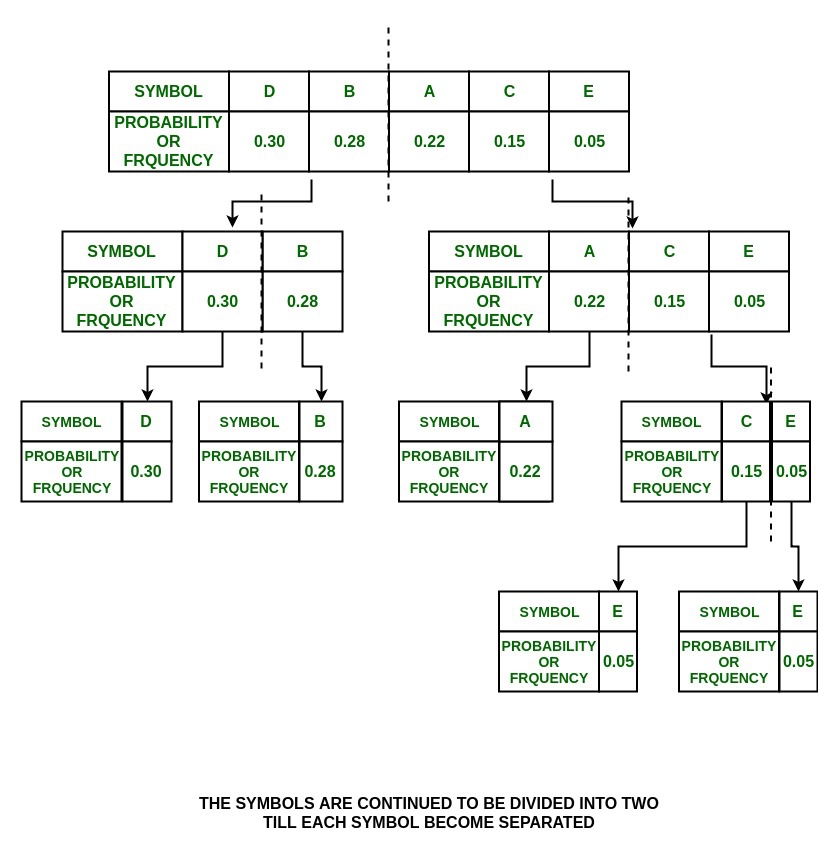 SYMBOL D B A C E
PROBABILITY
OR
FRQUENCY
0.30 0.28 0.22 0.15 0.05
SYMBOL D B
PROBABILITY
OR
FRQUENCY
0.30 0.28
SYMBOL A C E
PROBABILITY
OR
FRQUENCY
0.22 0.15 0.05
SYMBOL D
PROBABILITY
OR
FRQUENCY
0.30
SYMBOL B
PROBABILITY
OR
FRQUENCY
0.28
SYMBOL A
PROBABILITY
OR
FRQUENCY
0.22
SYMBOL C E
PROBABILITY
OR
FRQUENCY
0.15 0.05
SYMBOL E
PROBABILITY
OR
FRQUENCY
0.05
SYMBOL E
PROBABILITY
OR
FRQUENCY
0.05
THE SYMBOLS ARE CONTINUED TO BE DIVIDED INTO TWO
TILL EACH SYMBOL BECOME SEPARATED